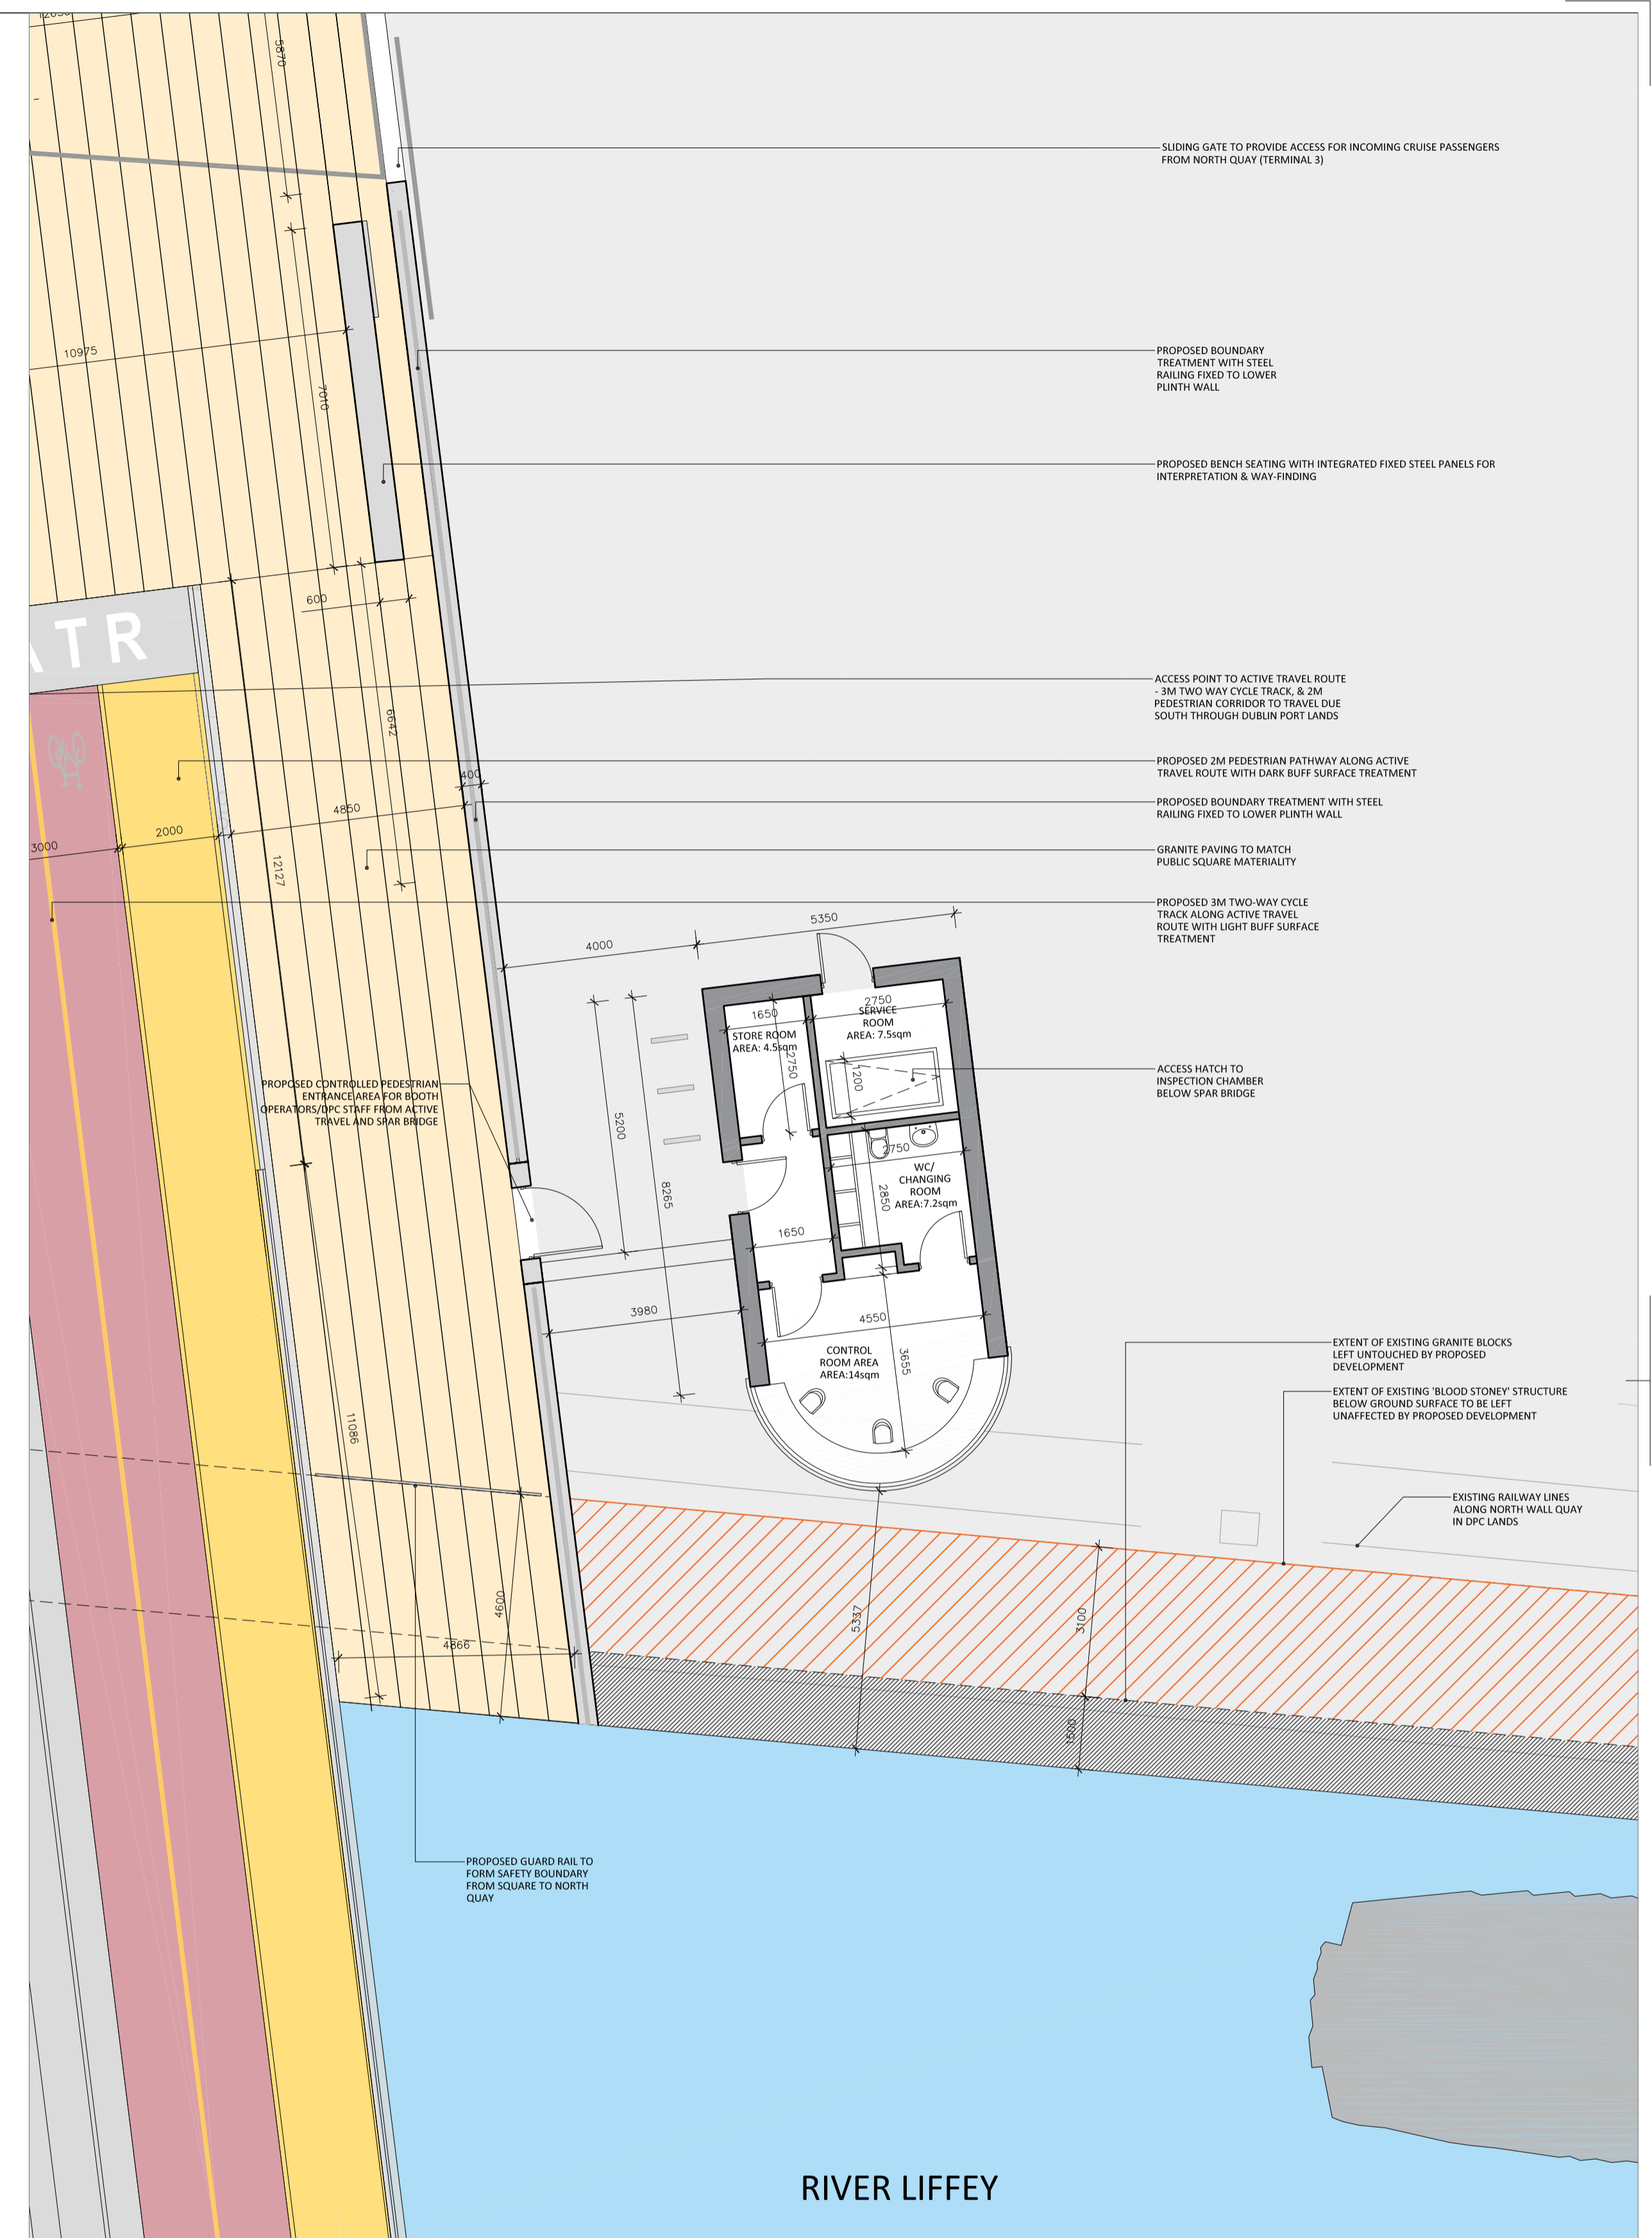 5870
SLIDING GATE TO PROVIDE ACCESS FOR INCOMING CRUISE PASSENGERS
FROM NORTH QUAY (TERMINAL 3)
10975
7010
PROPOSED BOUNDARY
TREATMENT WITH STEEL
RAILING FIXED TO LOWER
PLINTH WALL
PROPOSED BENCH SEATING WITH INTEGRATED FIXED STEEL PANELS FOR
INTERPRETATION & WAY-FINDING
600
TR
6642
ACCESS POINT TO ACTIVE TRAVEL ROUTE
- 3M TWO WAY CYCLE TRACK, & 2M
PEDESTRIAN CORRIDOR TO TRAVEL DUE
SOUTH THROUGH DUBLIN PORT LANDS
PROPOSED 2M PEDESTRIAN PATHWAY ALONG ACTIVE
TRAVEL ROUTE WITH DARK BUFF SURFACE TREATMENT
400
PROPOSED BOUNDARY TREATMENT WITH STEEL
RAILING FIXED TO LOWER PLINTH WALL
4850
2000
3000
GRANITE PAVING TO MATCH
PUBLIC SQUARE MATERIALITY
12127
PROPOSED 3M TWO-WAY CYCLE
TRACK ALONG ACTIVE TRAVEL
ROUTE WITH LIGHT BUFF SURFACE
TREATMENT
5350
4000
2750
1650
SERVICE
ROOM
AREA: 7.5sqm
STORE ROOM
AREA: 4.5sqm
2750
1200
ACCESS HATCH TO
INSPECTION CHAMBER
BELOW SPAR BRIDGE
PROPOSED CONTROLLED PEDESTRIAN
ENTRANCE AREA FOR BOOTH
OPERATORS/DPC STAFF FROM ACTIVE
TRAVEL AND SPAR BRIDGE
5200
8265
2750
WC/
CHANGING
ROOM
AREA:7.2sqm
2850
1650
3980
4550
CONTROL
ROOM AREA
AREA:14sqm
3655
EXTENT OF EXISTING GRANITE BLOCKS
LEFT UNTOUCHED BY PROPOSED
DEVELOPMENT
EXTENT OF EXISTING 'BLOOD STONEY' STRUCTURE
BELOW GROUND SURFACE TO BE LEFT
UNAFFECTED BY PROPOSED DEVELOPMENT
11086
EXISTING RAILWAY LINES
ALONG NORTH WALL QUAY
IN DPC LANDS
4600
5337
3100
4866
1500
PROPOSED GUARD RAIL TO
FORM SAFETY BOUNDARY
FROM SQUARE TO NORTH
QUAY
RIVER LIFFEY